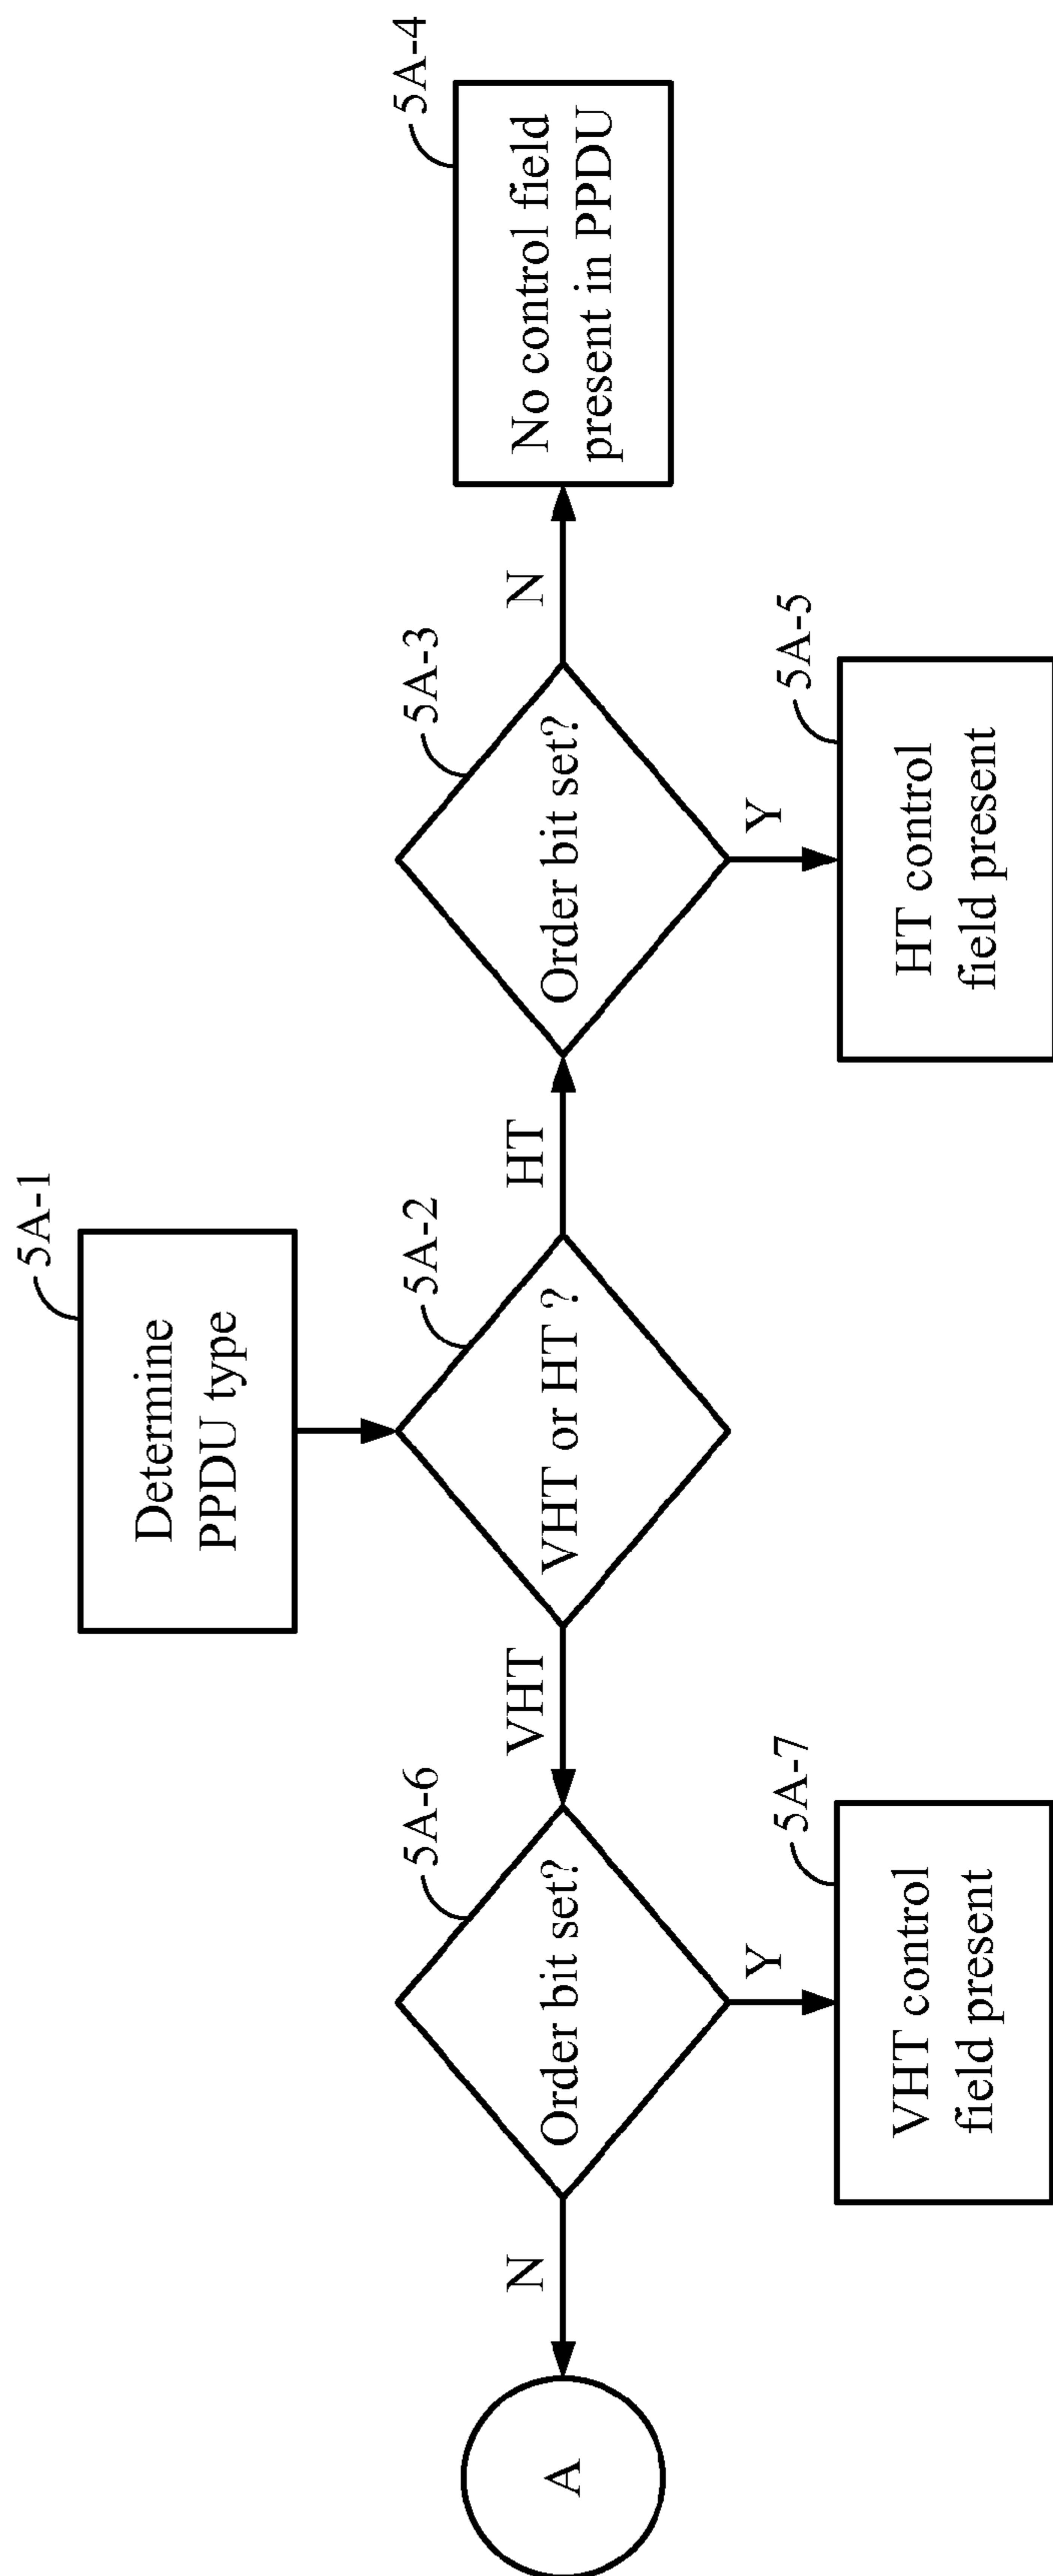 5A-1
Determine
PPDU type
5A-2
VHT or HT ?
VHT
HT
5A-6
Order bit set?
N
A
Y
5A-7
VHT control
field present
5A-3
Order bit set?
N
5A-4
No control field
present in PPDU
Y
5A-5
HT control
field present